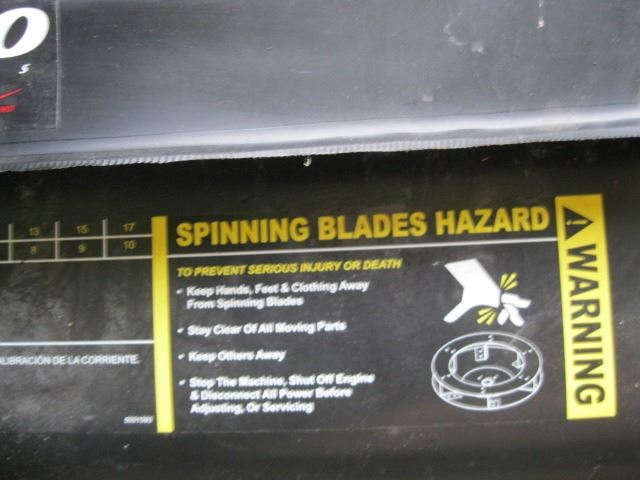 0
S
13 15 17
8 9 10
SPINNING BLADES HAZARD
WARNING
TO PREVENT SERIOUS INJURY OR DEATH
• Keep Hands, Feet & Clothing Away
From Spinning Blades
• Stay Clear Of All Moving Parts
• Keep Others Away
• Stop The Machine, Shut Off Engine
& Disconnect All Power Before
Adjusting, Or Servicing
ALIBRACIÓN DE LA CORRIENTE.